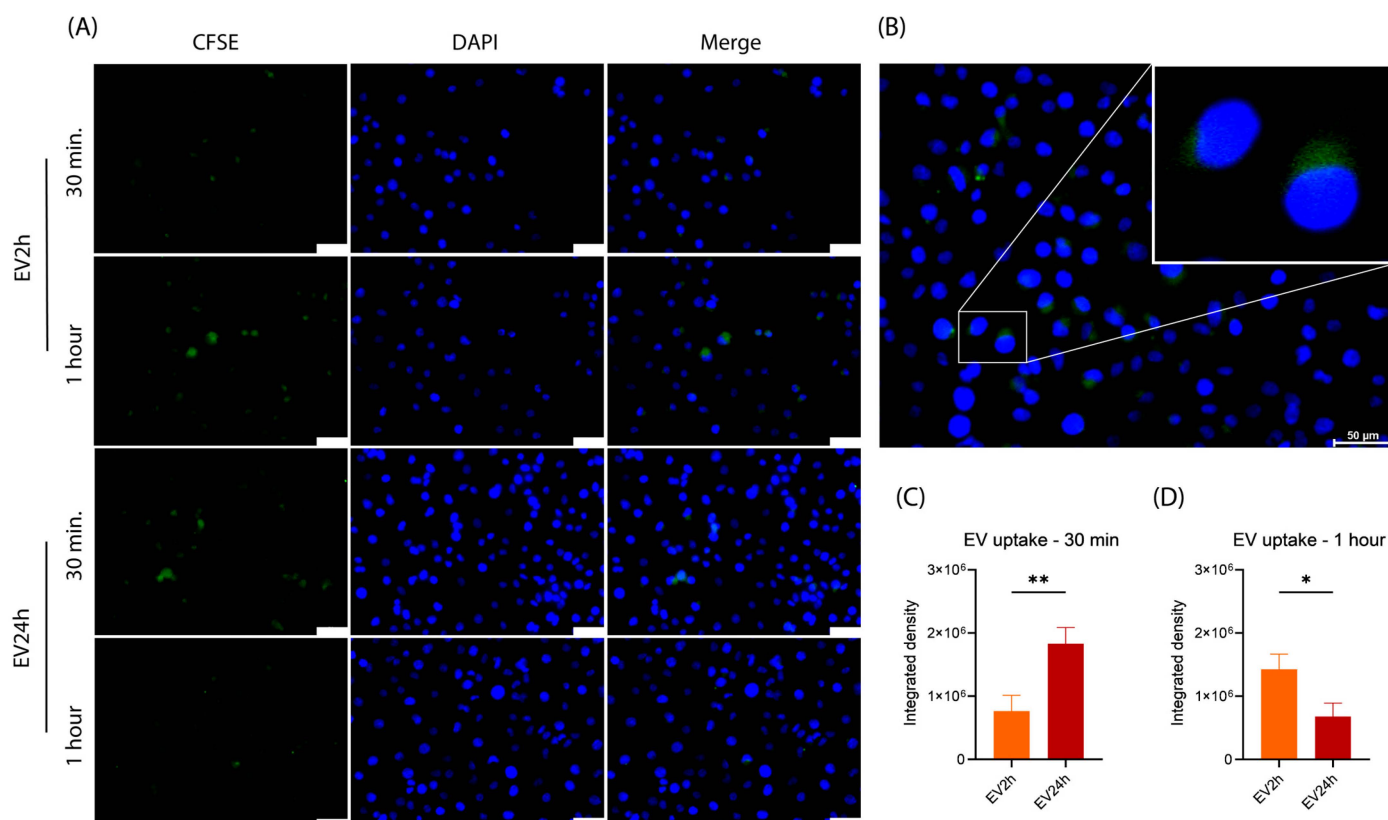 (A)
CFSE DAPI Merge
EV2h
30 min.
1 hour
EV24h
30 min.
1 hour
(B)
50 µm
(C)
EV uptake - 30 min
Integrated density
3×10⁶
2×10⁶
1×10⁶
0
**
EV2h
EV24h
(D)
EV uptake - 1 hour
Integrated density
3×10⁶
2×10⁶
1×10⁶
0
*
EV2h
EV24h